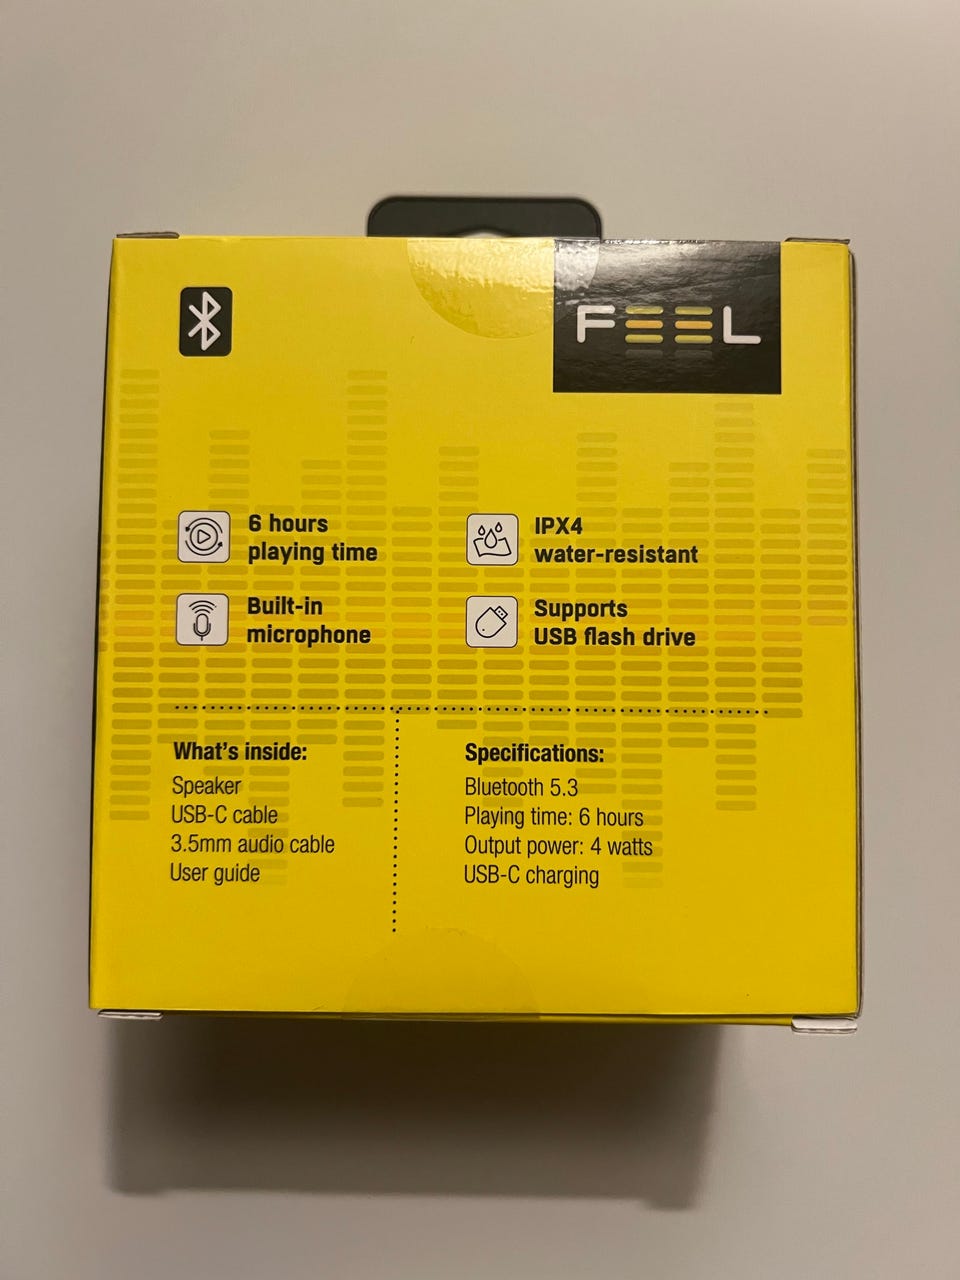 FEEL
6 hours
playing time
IPX4
water-resistant
Built-in
microphone
Supports
USB flash drive
What's inside:
Speaker
USB-C cable
3.5mm audio cable
User guide
Specifications:
Bluetooth 5.3
Playing time: 6 hours
Output power: 4 watts
USB-C charging